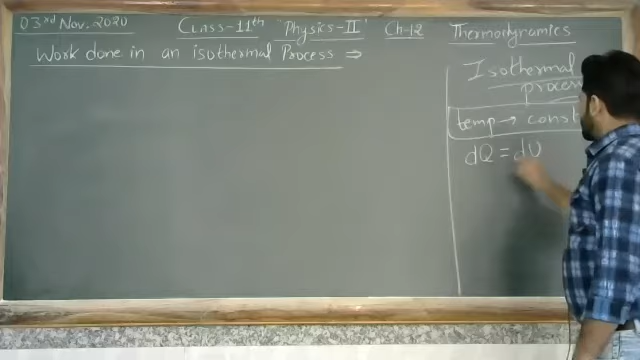 03rd Nov. 2020 Class-11th "Physics-II" Ch-12 Thermodynamics
Work done in an isothermal Process ⇒
Isothermal
process
temp → const
dQ = dU